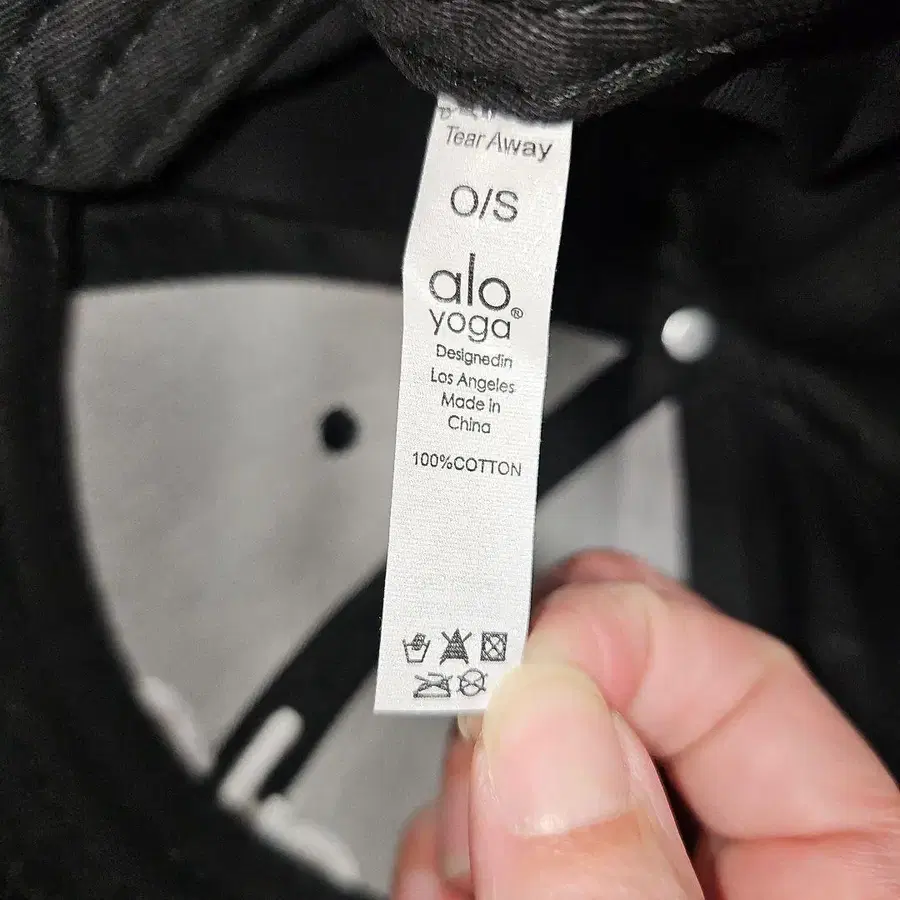 Tear Away
O/S
alo®
yoga
Designedin
Los Angeles
Made in
China
100%COTTON